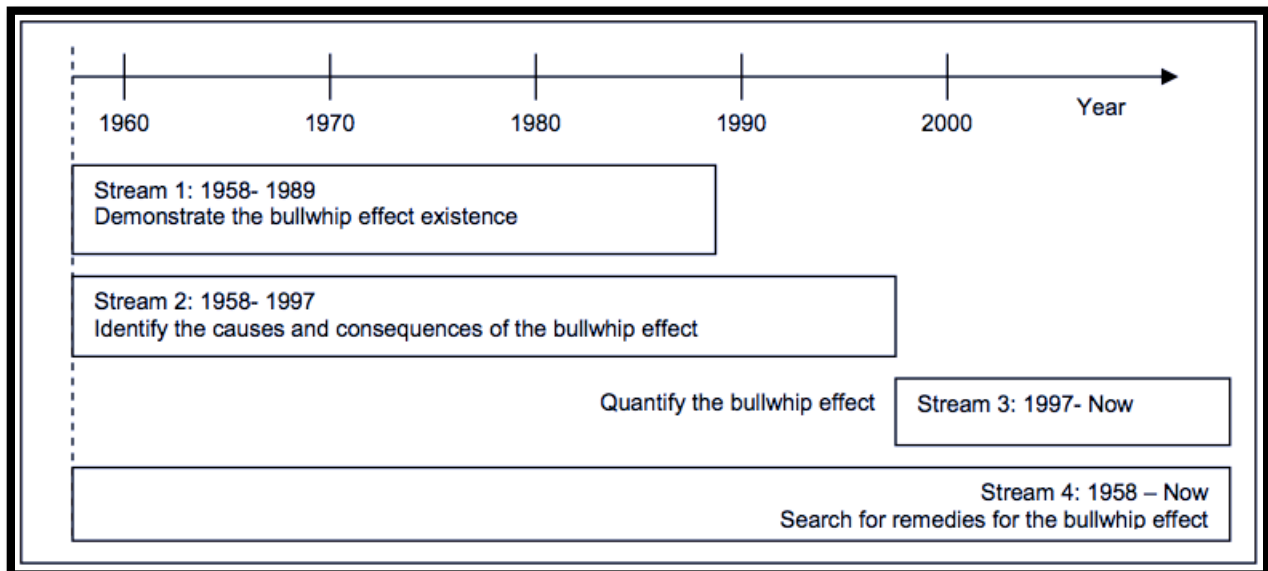 1960
1970
1980
1990
2000
Year
Stream 1: 1958- 1989
Demonstrate the bullwhip effect existence
Stream 2: 1958- 1997
Identify the causes and consequences of the bullwhip effect
Quantify the bullwhip effect
Stream 3: 1997- Now
Stream 4: 1958 – Now
Search for remedies for the bullwhip effect